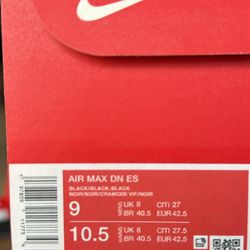 AIR MAX DN ES
BLACK/BLACK-BLACK
NOIR/NOIR/CRAMOISI VIF/NOIR
9 MENS UK 8 CM 27
BR 40.5 EUR 42.5
10.5 UK 8 CM 27.5
BR 40.5 EUR 42.5